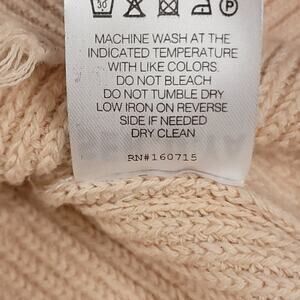 30 P
MACHINE WASH AT THE
INDICATED TEMPERATURE
WITH LIKE COLORS.
DO NOT BLEACH
DO NOT TUMBLE DRY
LOW IRON ON REVERSE
SIDE IF NEEDED
DRY CLEAN
RN#160715